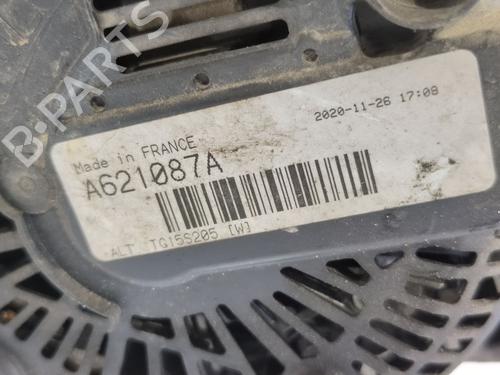 B-PARTS
2020-11-26 17:08
Made in FRANCE
A621087A
ALT TG15S205 [W]